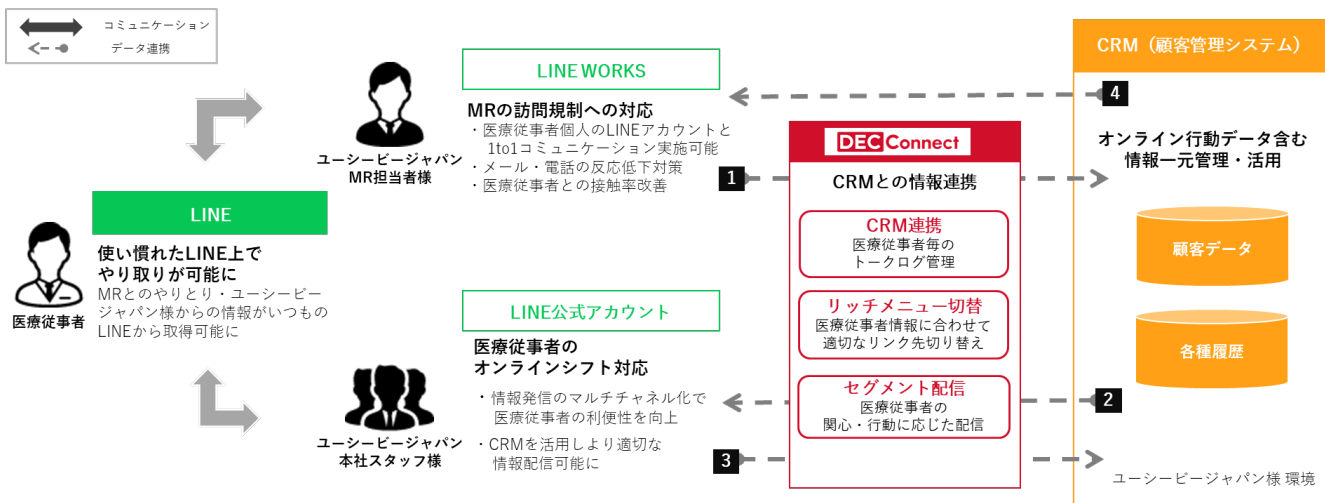 コミュニケーション
データ連携
医療従事者
LINE
使い慣れたLINE上で
やり取りが可能に
MRとのやりとり・ユーシービー
ジャパン様からの情報がいつもの
LINEから取得可能に
ユーシービージャパン
MR担当者様
LINE WORKS
MRの訪問規制への対応
・医療従事者個人のLINEアカウントと
1to1コミュニケーション実施可能
・メール・電話の反応低下対策
・医療従事者との接触率改善
1
ユーシービージャパン
本社スタッフ様
LINE公式アカウント
医療従事者の
オンラインシフト対応
・情報発信のマルチチャネル化で
医療従事者の利便性を向上
・CRMを活用しより適切な
情報配信可能に
3
DEC Connect
CRMとの情報連携
CRM連携
医療従事者毎の
トークログ管理
リッチメニュー切替
医療従事者情報に合わせて
適切なリンク先切り替え
セグメント配信
医療従事者の
関心・行動に応じた配信
CRM（顧客管理システム）
4
オンライン行動データ含む
情報一元管理・活用
顧客データ
各種履歴
2
ユーシービージャパン様 環境